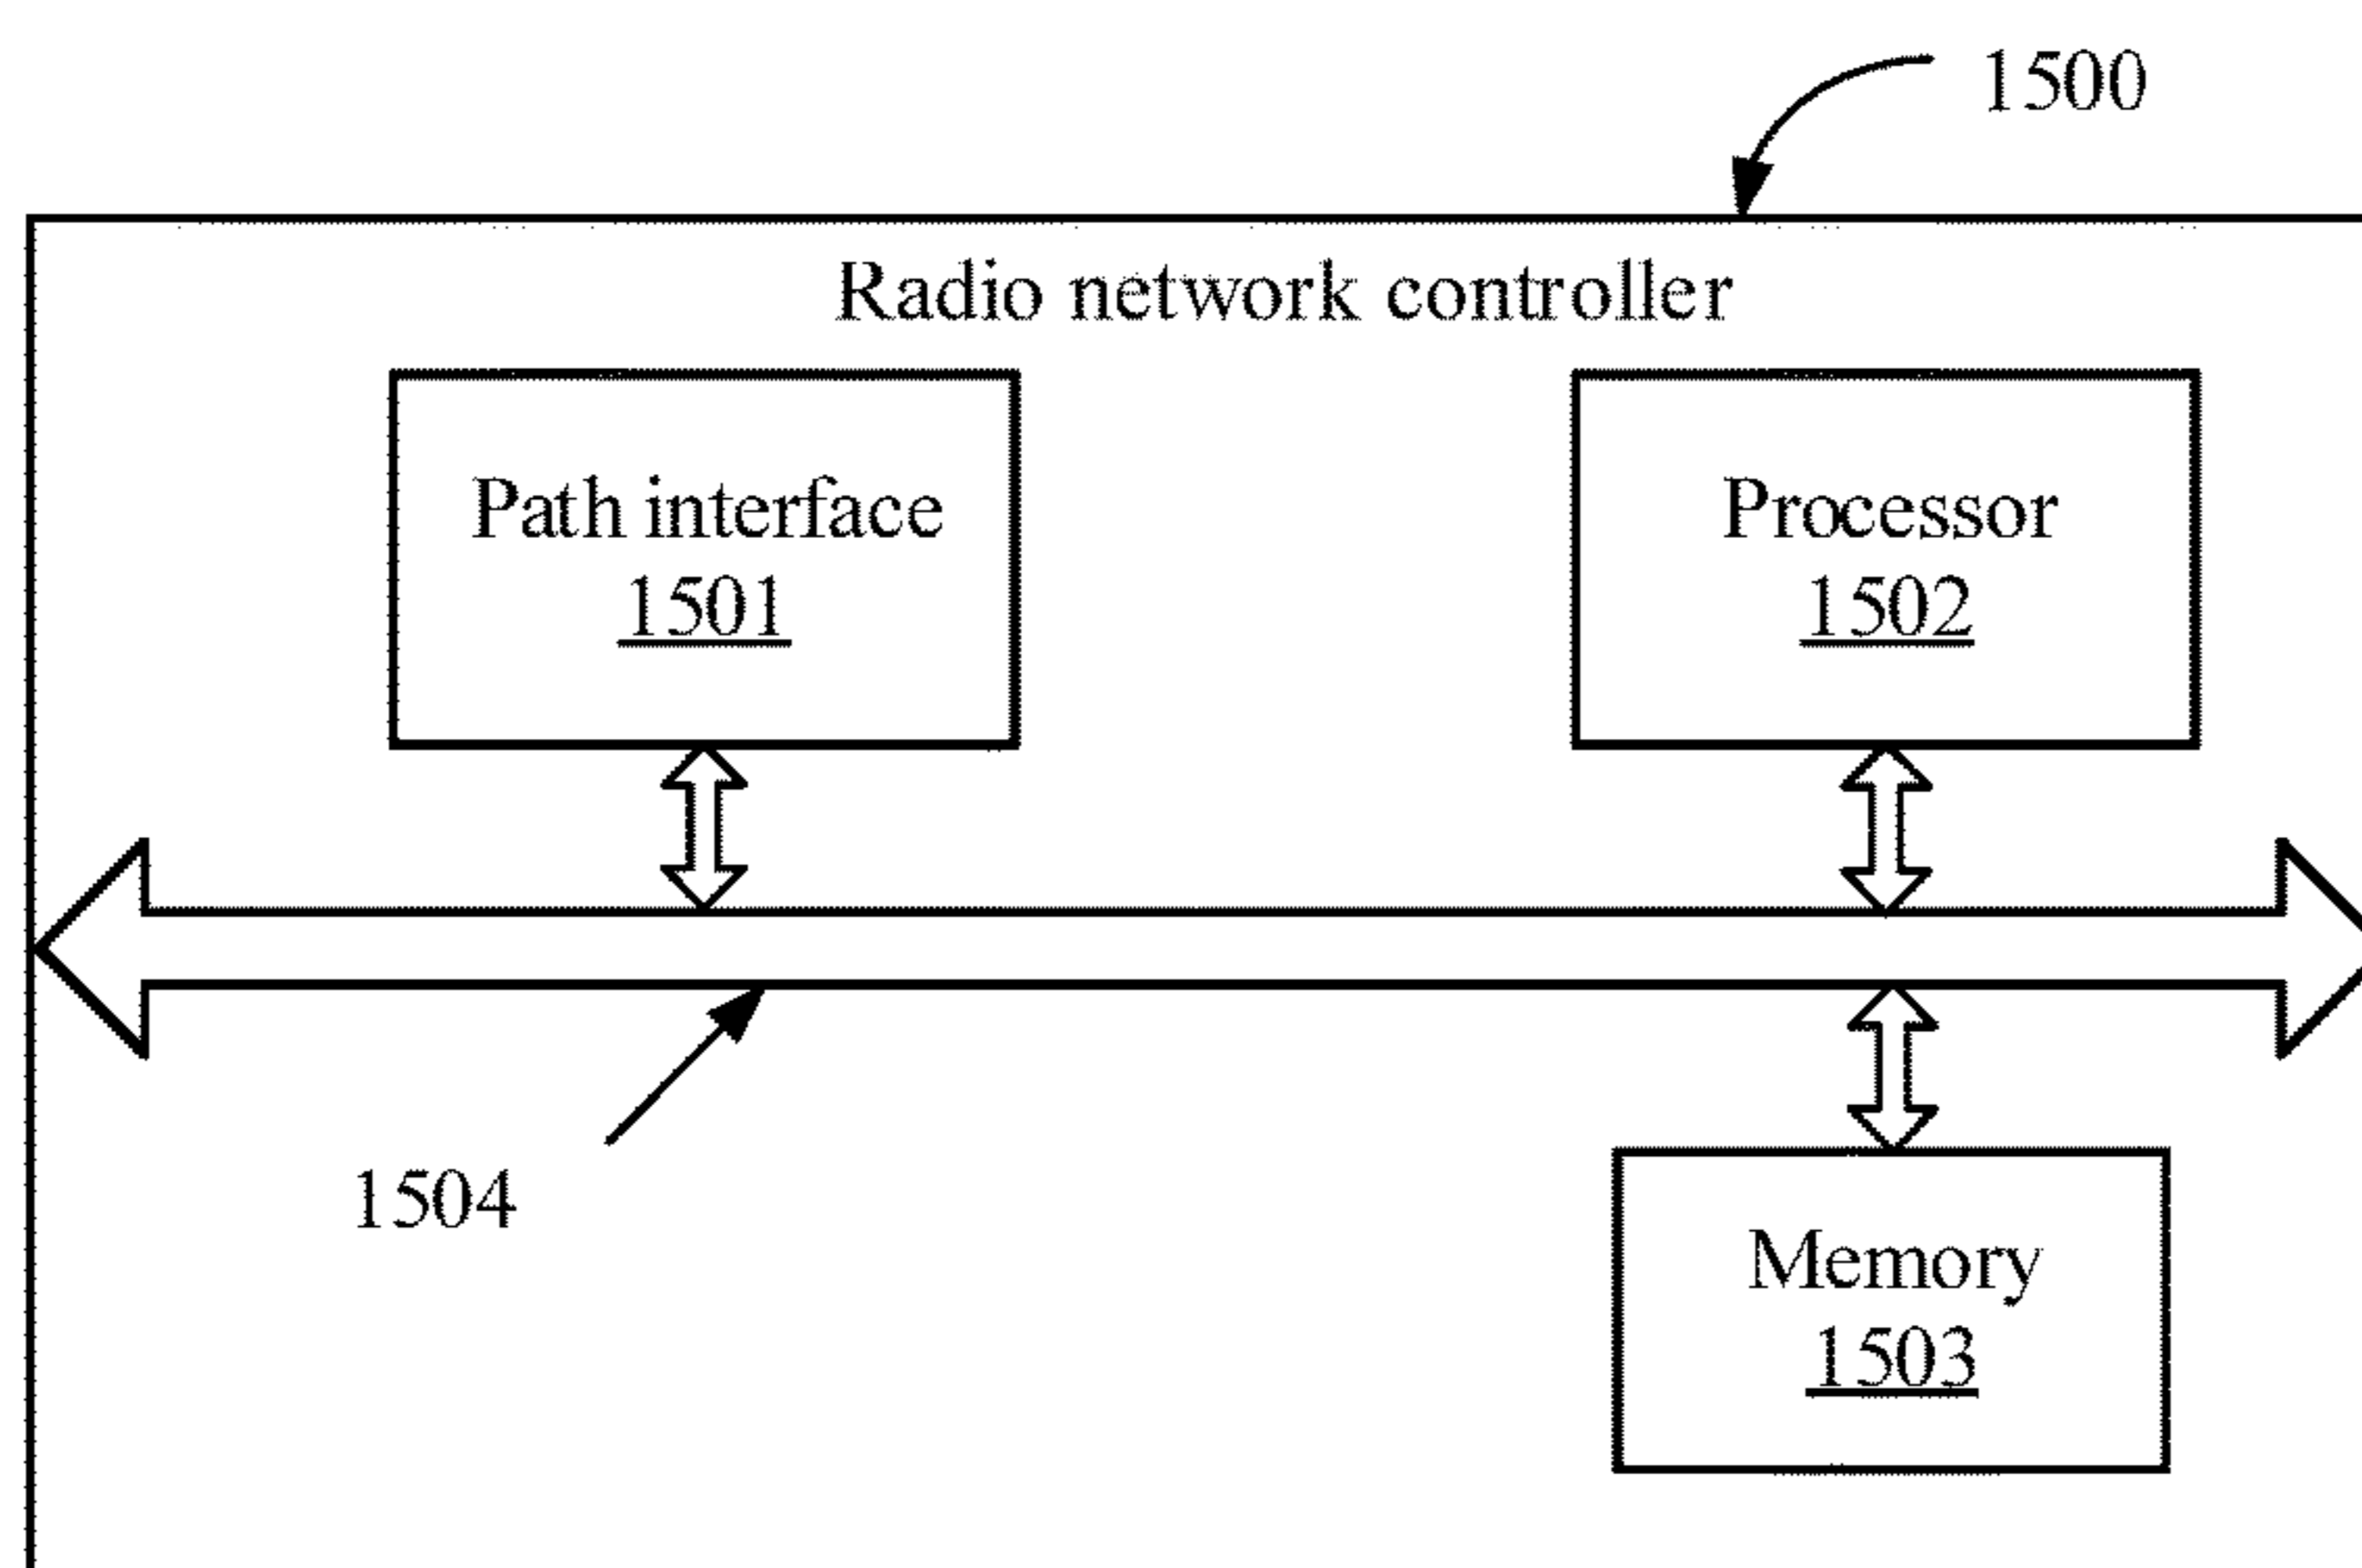 1500
Radio network controller
Path interface
1501
Processor
1502
1504
Memory
1503